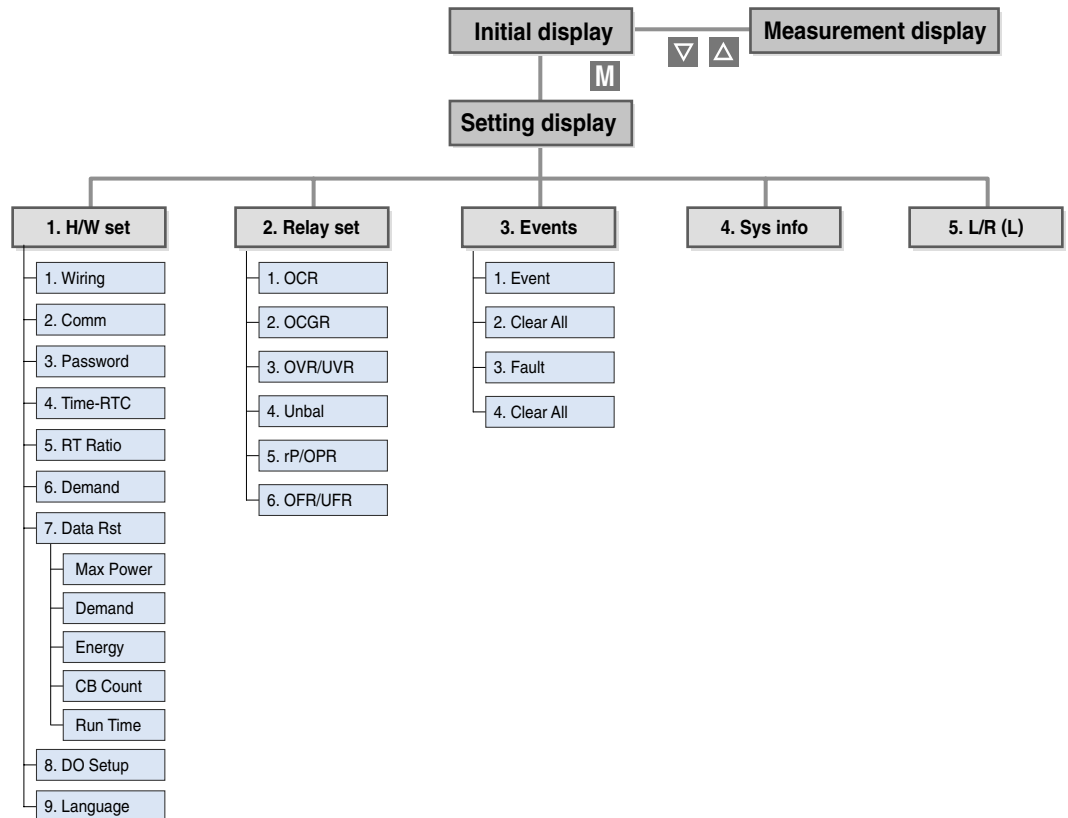 Initial display
Measurement display
M
Setting display
1. H/W set
1. Wiring
2. Comm
3. Password
4. Time-RTC
5. RT Ratio
6. Demand
7. Data Rst
Max Power
Demand
Energy
CB Count
Run Time
8. DO Setup
9. Language
2. Relay set
1. OCR
2. OCGR
3. OVR/UVR
4. Unbal
5. rP/OPR
6. OFR/UFR
3. Events
1. Event
2. Clear All
3. Fault
4. Clear All
4. Sys info
5. L/R (L)